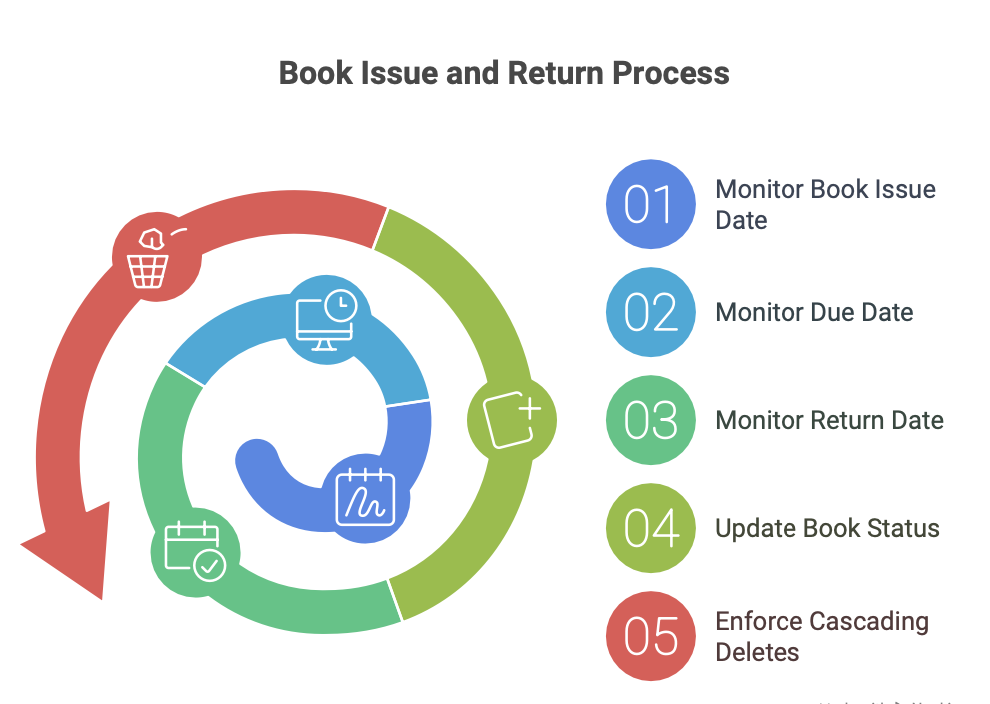 Book Issue and Return Process
01
Monitor Book Issue
Date
02
Monitor Due Date
03
Monitor Return Date
04
Update Book Status
05
Enforce Cascading
Deletes